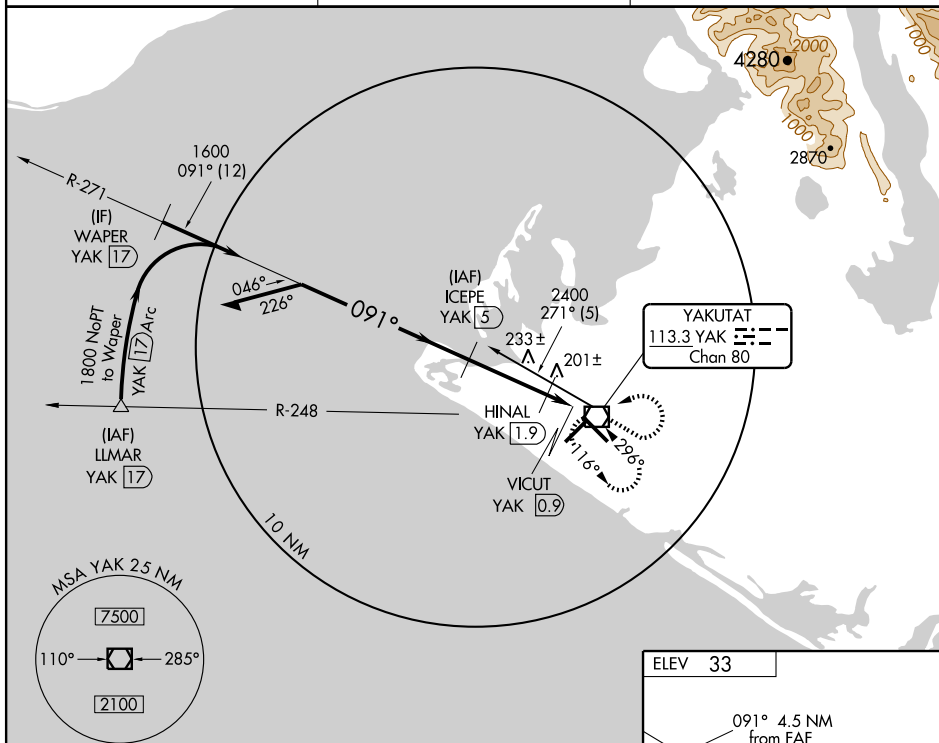 4280
2000
1000
1000
2870
1600
091° (12)
R-271
(IF)
WAPER
YAK 17
046°
226°
091°
1800 NoPT
to Waper
YAK 17 Arc
(IAF)
ICEPE
YAK 5
2400
271° (5)
233±
201±
YAKUTAT
113.3 YAK
Chan 80
R-248
HINAL
YAK 1.9
(IAF)
LLMAR
YAK 17
296°
116°
VICUT
YAK 0.9
10 NM
MSA YAK 25 NM
7500
110°
285°
2100
ELEV 33
091° 4.5 NM
from FAF